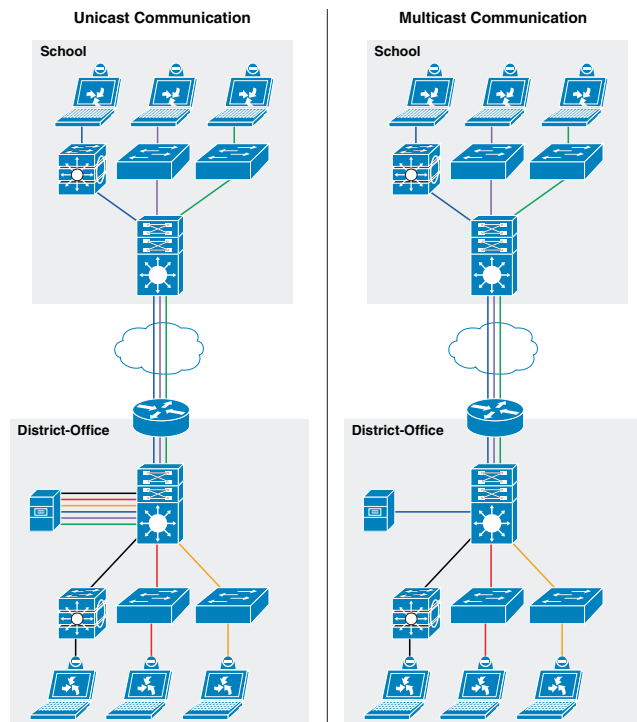 Unicast Communication
Multicast Communication
School
School
District-Office
District-Office